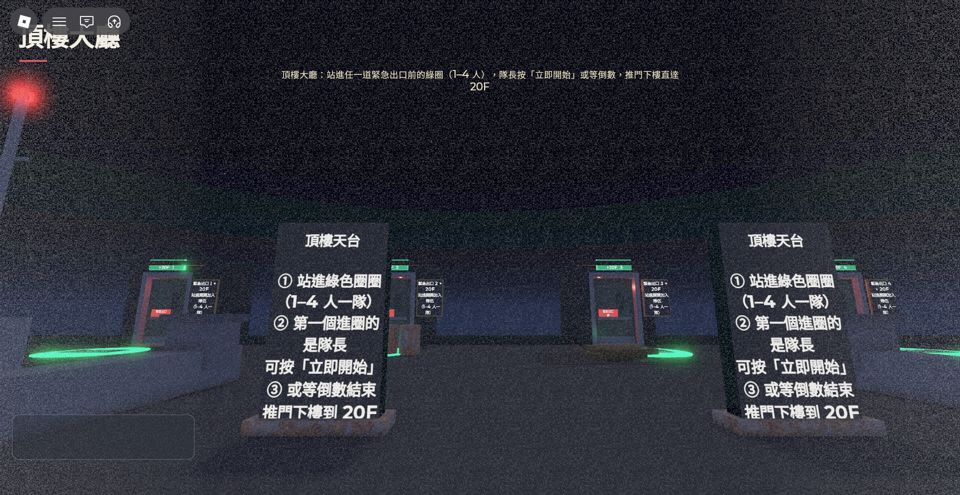 頂樓大廳
頂樓大廳：站進任一道緊急出口前的綠圈（1–4 人），隊長按「立即開始」或等倒數，推門下樓直達
20F
頂樓天台
① 站進綠色圈圈
（1–4 人一隊）
② 第一個進圈的
是隊長
可按「立即開始」
③ 或等倒數結束
推門下樓到 20F
頂樓天台
① 站進綠色圈圈
（1–4 人一隊）
② 第一個進圈的
是隊長
可按「立即開始」
③ 或等倒數結束
推門下樓到 20F